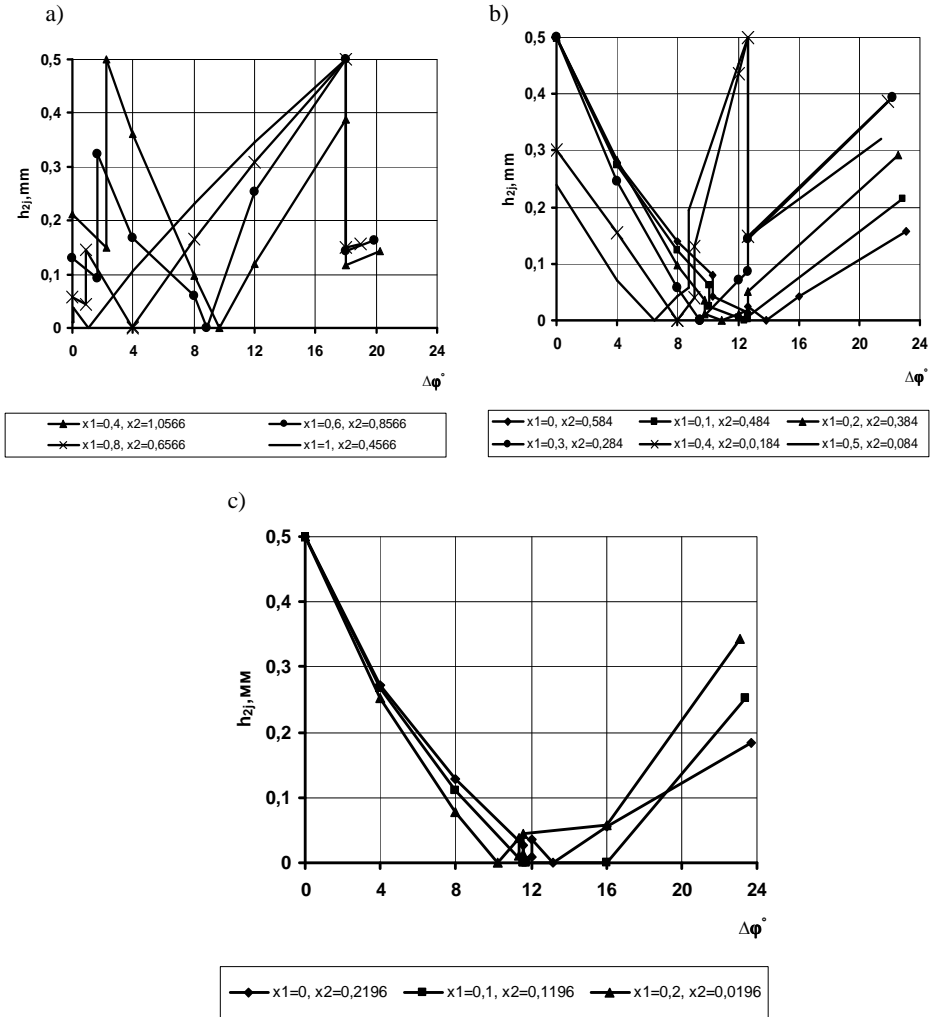 a)
h2j,mm
0,5
0,4
0,3
0,2
0,1
0
0 4 8 12 16 20 24
Δφ°
x1=0,4, x2=1,0566 x1=0,6, x2=0,8566
x1=0,8, x2=0,6566 x1=1, x2=0,4566
b)
h2j,mm
0,5
0,4
0,3
0,2
0,1
0
0 4 8 12 16 20 24
Δφ°
x1=0, x2=0,584 x1=0,1, x2=0,484 x1=0,2, x2=0,384
x1=0,3, x2=0,284 x1=0,4, x2=0,0,184 x1=0,5, x2=0,084
c)
h2j,мм
0,5
0,4
0,3
0,2
0,1
0
0 4 8 12 16 20 24
Δφ°
x1=0, x2=0,2196 x1=0,1, x2=0,1196 x1=0,2, x2=0,0196